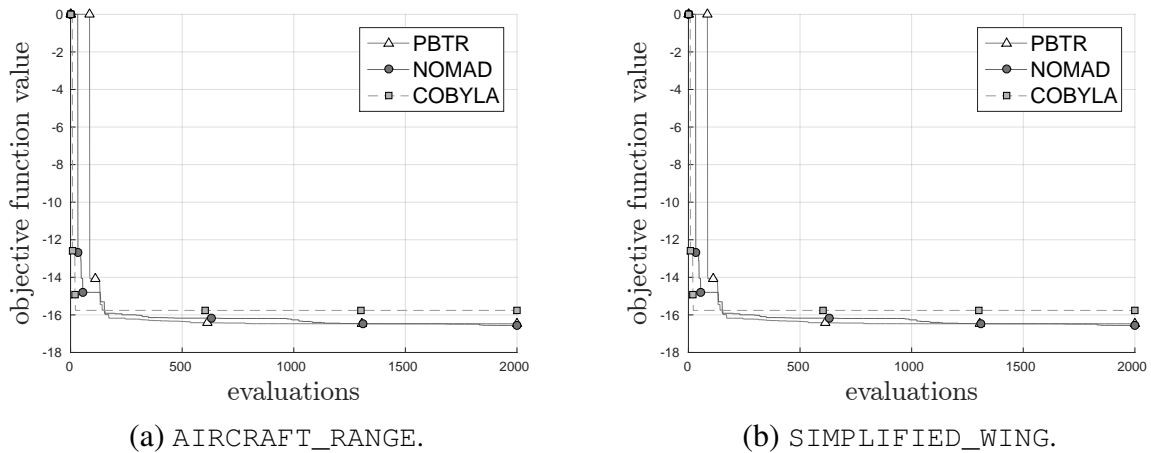 objective function value
0
-2
-4
-6
-8
-10
-12
-14
-16
-18
0
500
1000
1500
2000
evaluations
PBTR
NOMAD
COBYLA
(a) AIRCRAFT_RANGE.
objective function value
0
-2
-4
-6
-8
-10
-12
-14
-16
-18
0
500
1000
1500
2000
evaluations
PBTR
NOMAD
COBYLA
(b) SIMPLIFIED_WING.